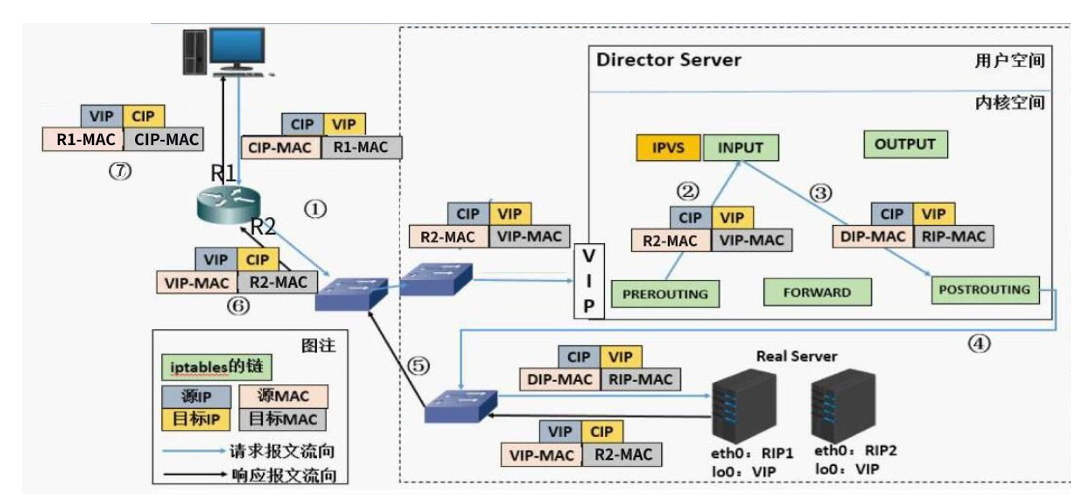 Director Server
用户空间
内核空间
IPVS
INPUT
OUTPUT
VIP CIP
R1-MAC CIP-MAC
⑦
CIP VIP
CIP-MAC R1-MAC
R1
①
R2
VIP CIP
VIP-MAC R2-MAC
⑥
CIP VIP
R2-MAC VIP-MAC
VIP
②
CIP VIP
R2-MAC VIP-MAC
③
CIP VIP
DIP-MAC RIP-MAC
PREROUTING
FORWARD
POSTROUTING
④
⑤
CIP VIP
DIP-MAC RIP-MAC
VIP CIP
VIP-MAC R2-MAC
Real Server
eth0：RIP1
lo0：VIP
eth0：RIP2
lo0：VIP
图注
iptables的链
源IP 源MAC
目标IP 目标MAC
请求报文流向
响应报文流向